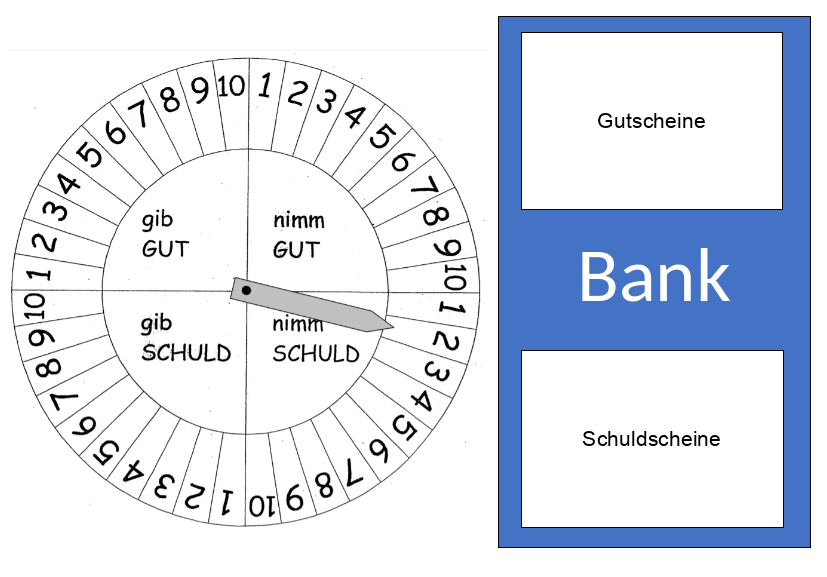 1 2 3 4 5 6 7 8 9 10
1 2 3 4 5 6 7 8 9 10
1 2 3 4 5 6 7 8 9 10
1 2 3 4 5 6 7 8 9 10
gib
GUT
nimm
GUT
gib
SCHULD
nimm
SCHULD
Gutscheine
Bank
Schuldscheine